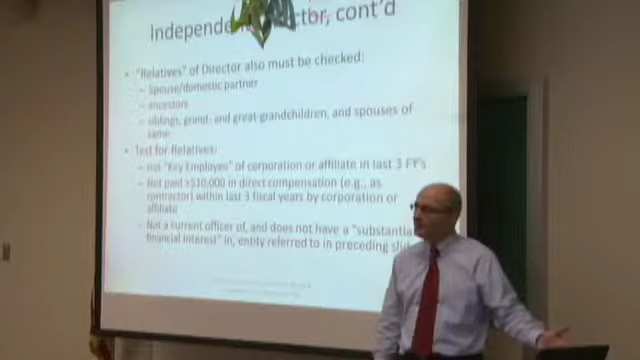 Independent Director, cont'd
• "Relatives" of Director also must be checked:
– Spouse/domestic partner
– ancestors
– siblings, grand- and great-grandchildren, and spouses of
same
• Test for Relatives:
– not "Key Employee" of corporation or affiliate in last 3 FY's
– Not paid >$10,000 in direct compensation (e.g., as
contractor) within last 3 fiscal years by corporation or
affiliate
– Not a current officer of, and does not have a "substantial
financial interest" in, entity referred to in preceding slide